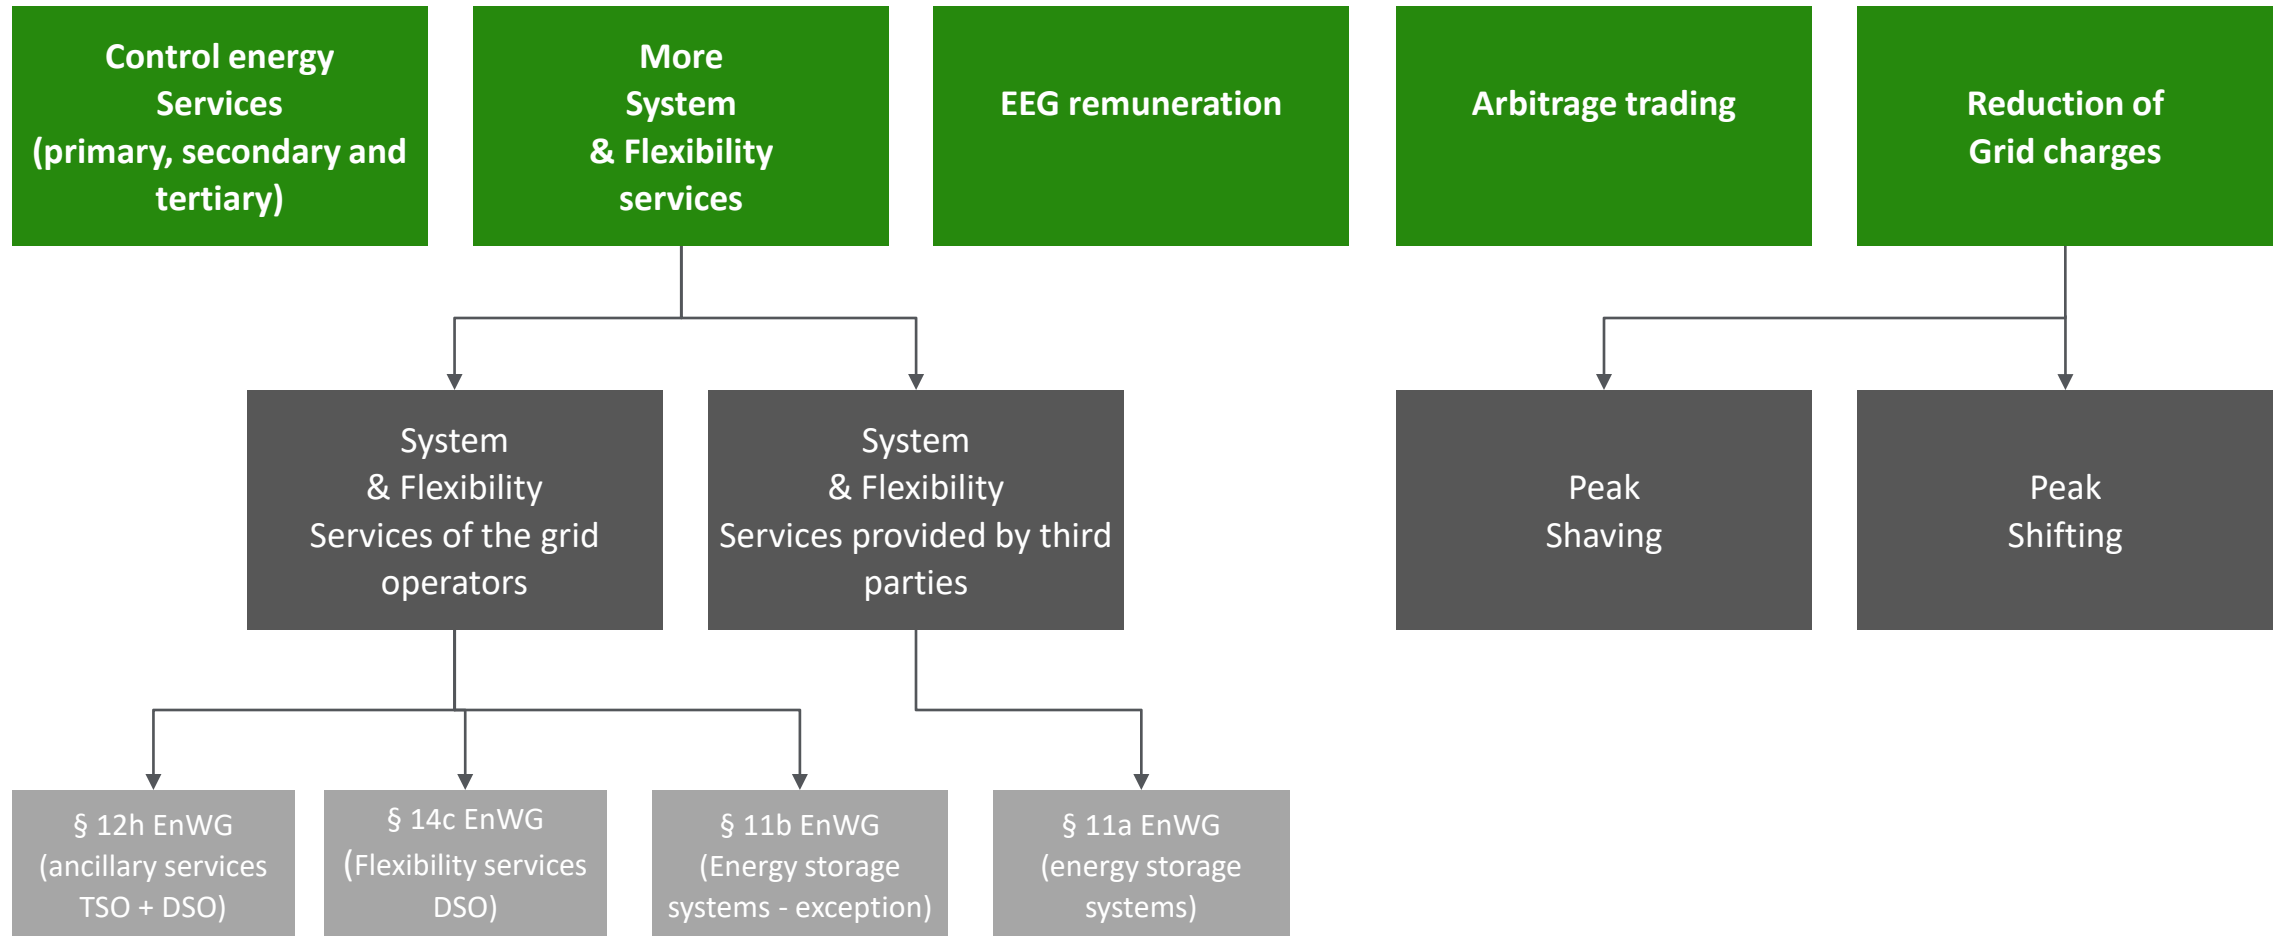 Control energy
Services
(primary, secondary and
tertiary)
More
System
& Flexibility
services
EEG remuneration
Arbitrage trading
Reduction of
Grid charges
System
& Flexibility
Services of the grid
operators
System
& Flexibility
Services provided by third
parties
Peak
Shaving
Peak
Shifting
§ 12h EnWG
(ancillary services
TSO + DSO)
§ 14c EnWG
(Flexibility services
DSO)
§ 11b EnWG
(Energy storage
systems - exception)
§ 11a EnWG
(energy storage
systems)